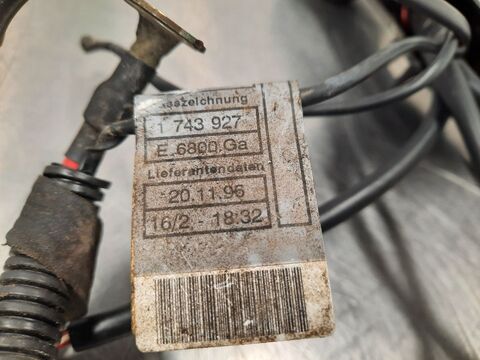 1 743 927
E 6800.Ga
Lieferantendaten
20.11.96
16/2 - 18:32